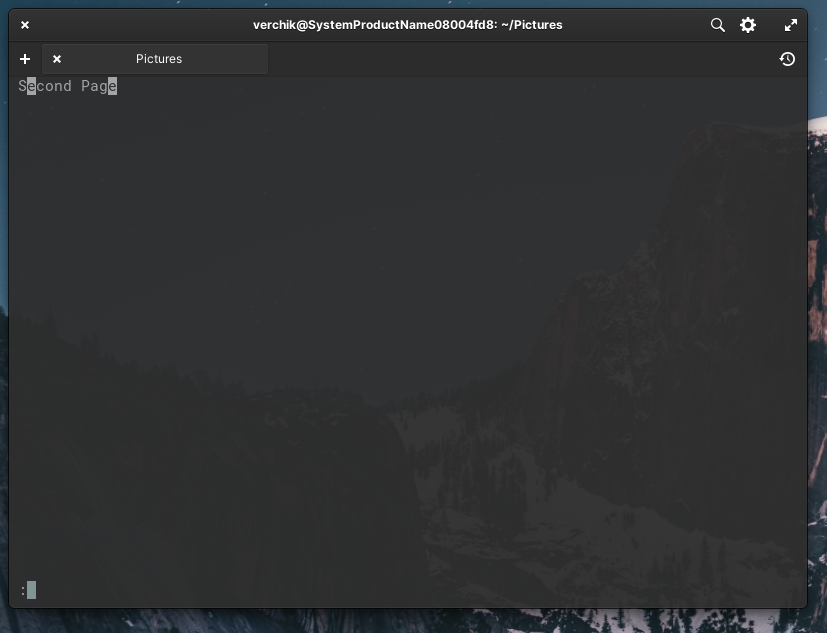 verchik@SystemProductName08004fd8: ~/Pictures
Pictures
Second Page
: